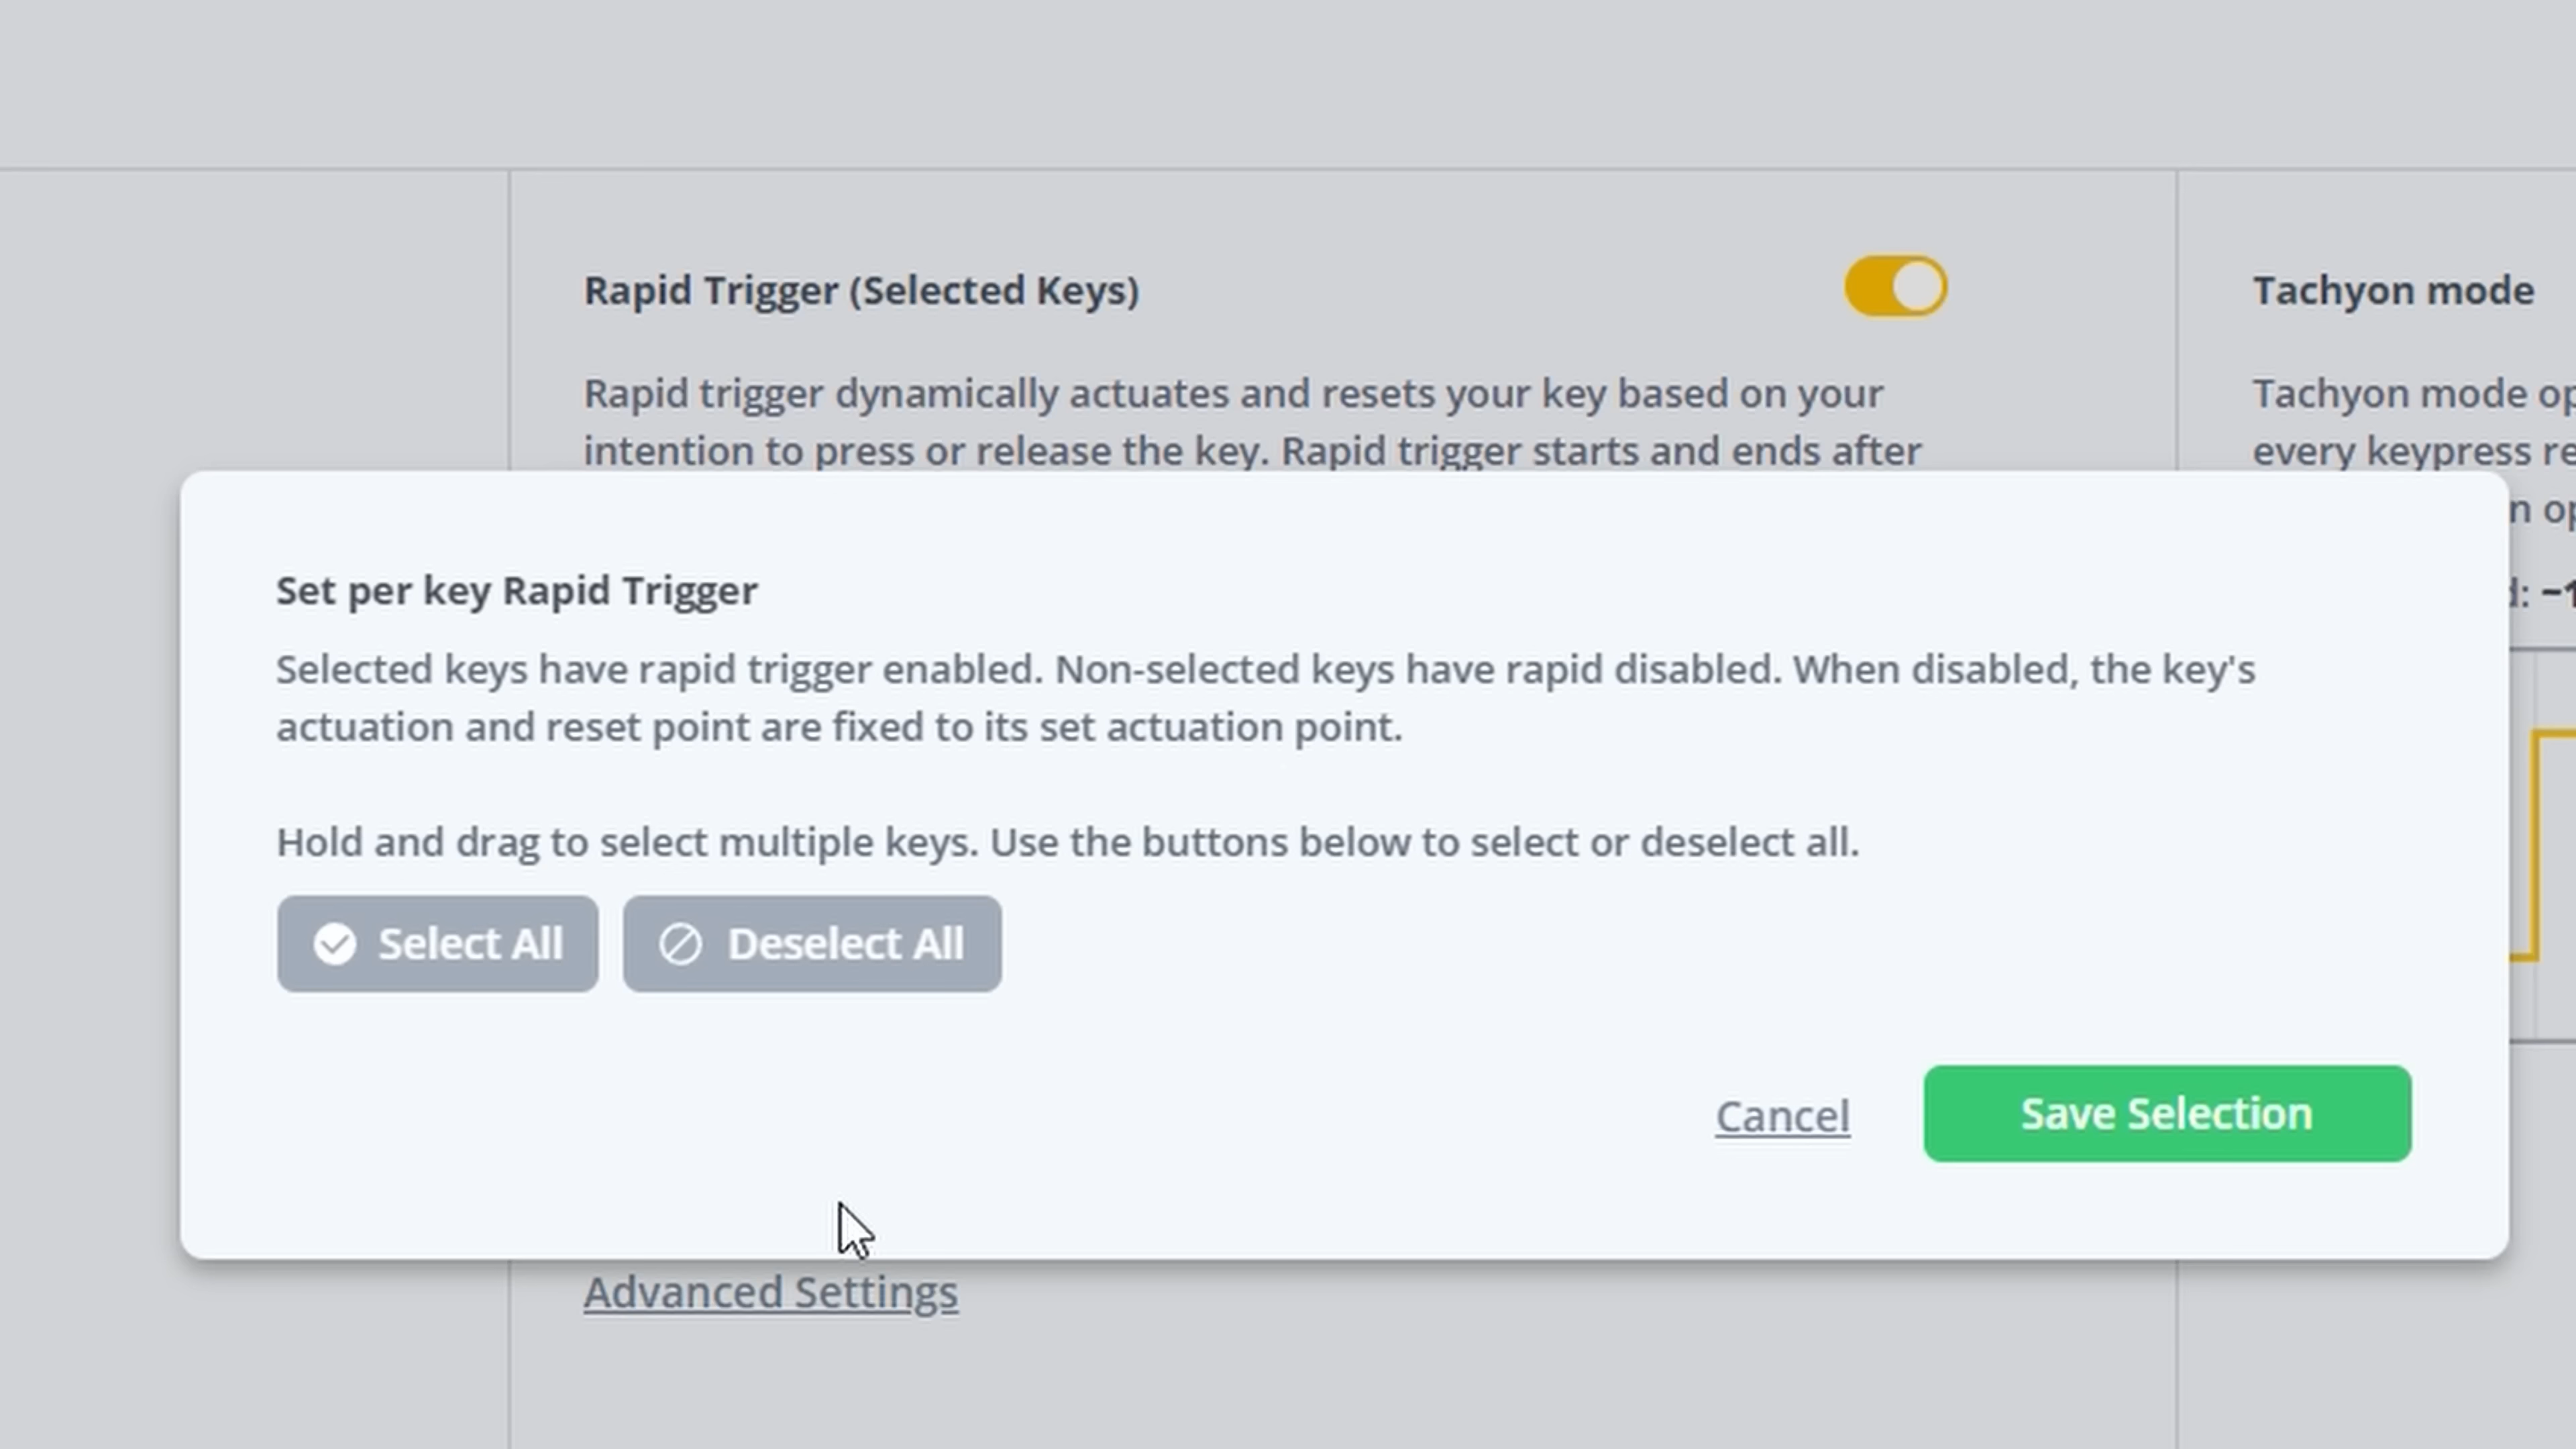 Rapid Trigger (Selected Keys)
Rapid trigger dynamically actuates and resets your key based on your
intention to press or release the key. Rapid trigger starts and ends after
Tachyon mode
Tachyon mode
every keypress
Set per key Rapid Trigger
Selected keys have rapid trigger enabled. Non-selected keys have rapid disabled. When disabled, the key's
actuation and reset point are fixed to its set actuation point.
Hold and drag to select multiple keys. Use the buttons below to select or deselect all.
Select All
Deselect All
Cancel
Save Selection
Advanced Settings